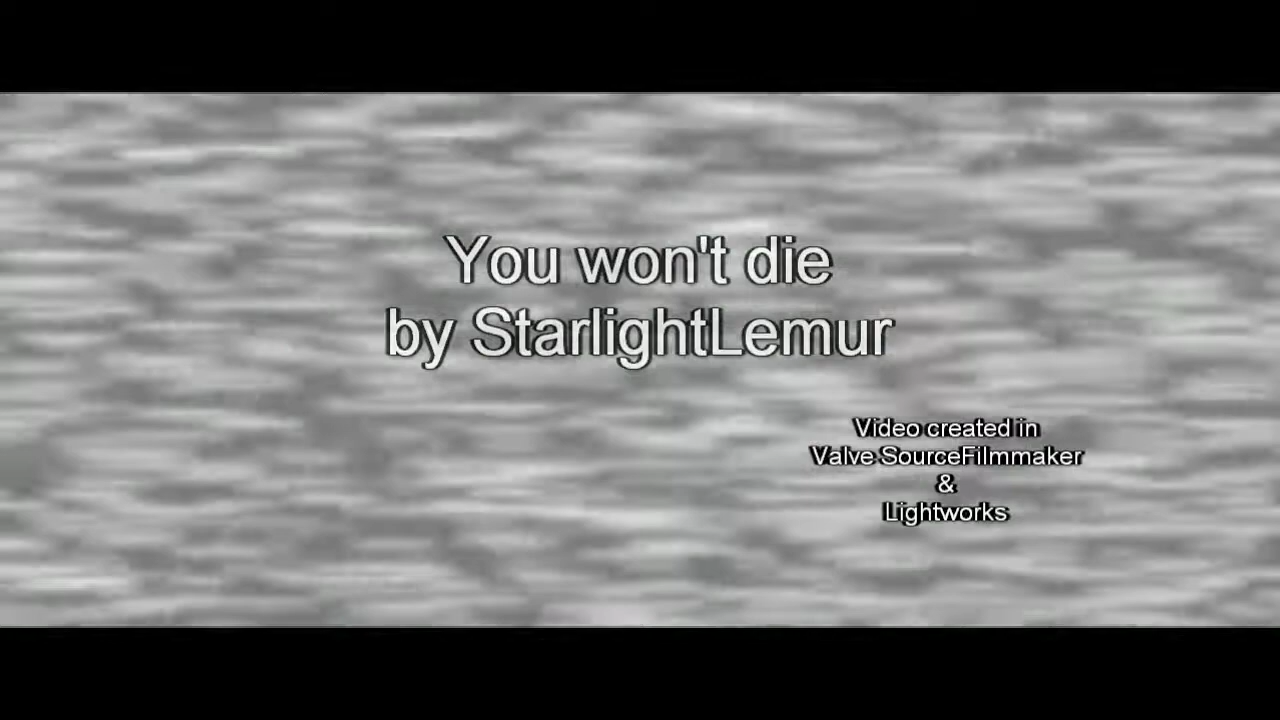 You won't die
by StarlightLemur
Video created in
Valve SourceFilmmaker
&
Lightworks